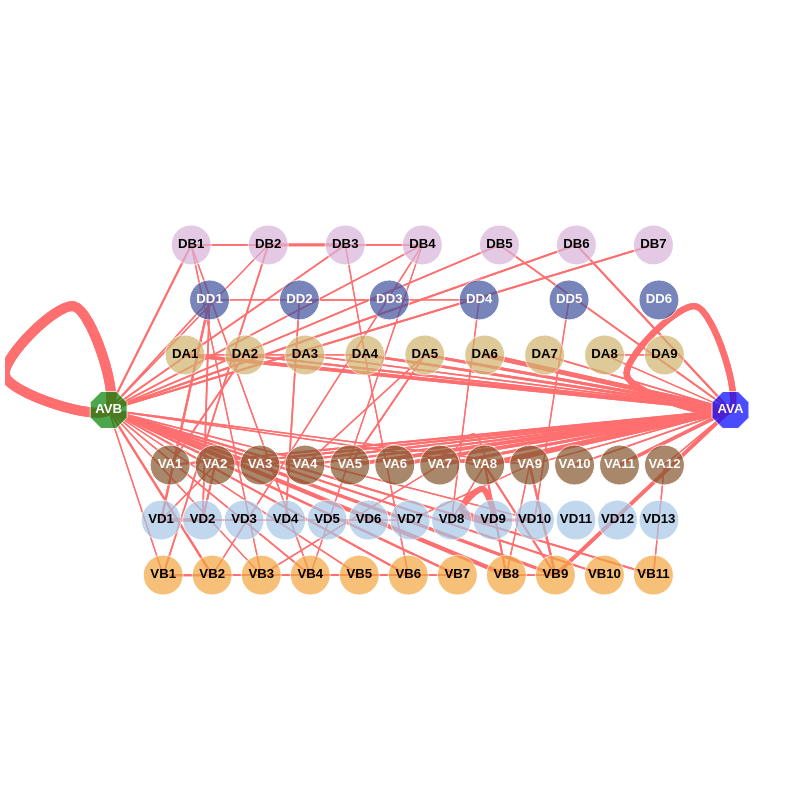 DB1 DB2 DB3 DB4 DB5 DB6 DB7
DD1 DD2 DD3 DD4 DD5 DD6
DA1 DA2 DA3 DA4 DA5 DA6 DA7 DA8 DA9
AVB AVA
VA1 VA2 VA3 VA4 VA5 VA6 VA7 VA8 VA9 VA10 VA11 VA12
VD1 VD2 VD3 VD4 VD5 VD6 VD7 VD8 VD9 VD10 VD11 VD12 VD13
VB1 VB2 VB3 VB4 VB5 VB6 VB7 VB8 VB9 VB10 VB11